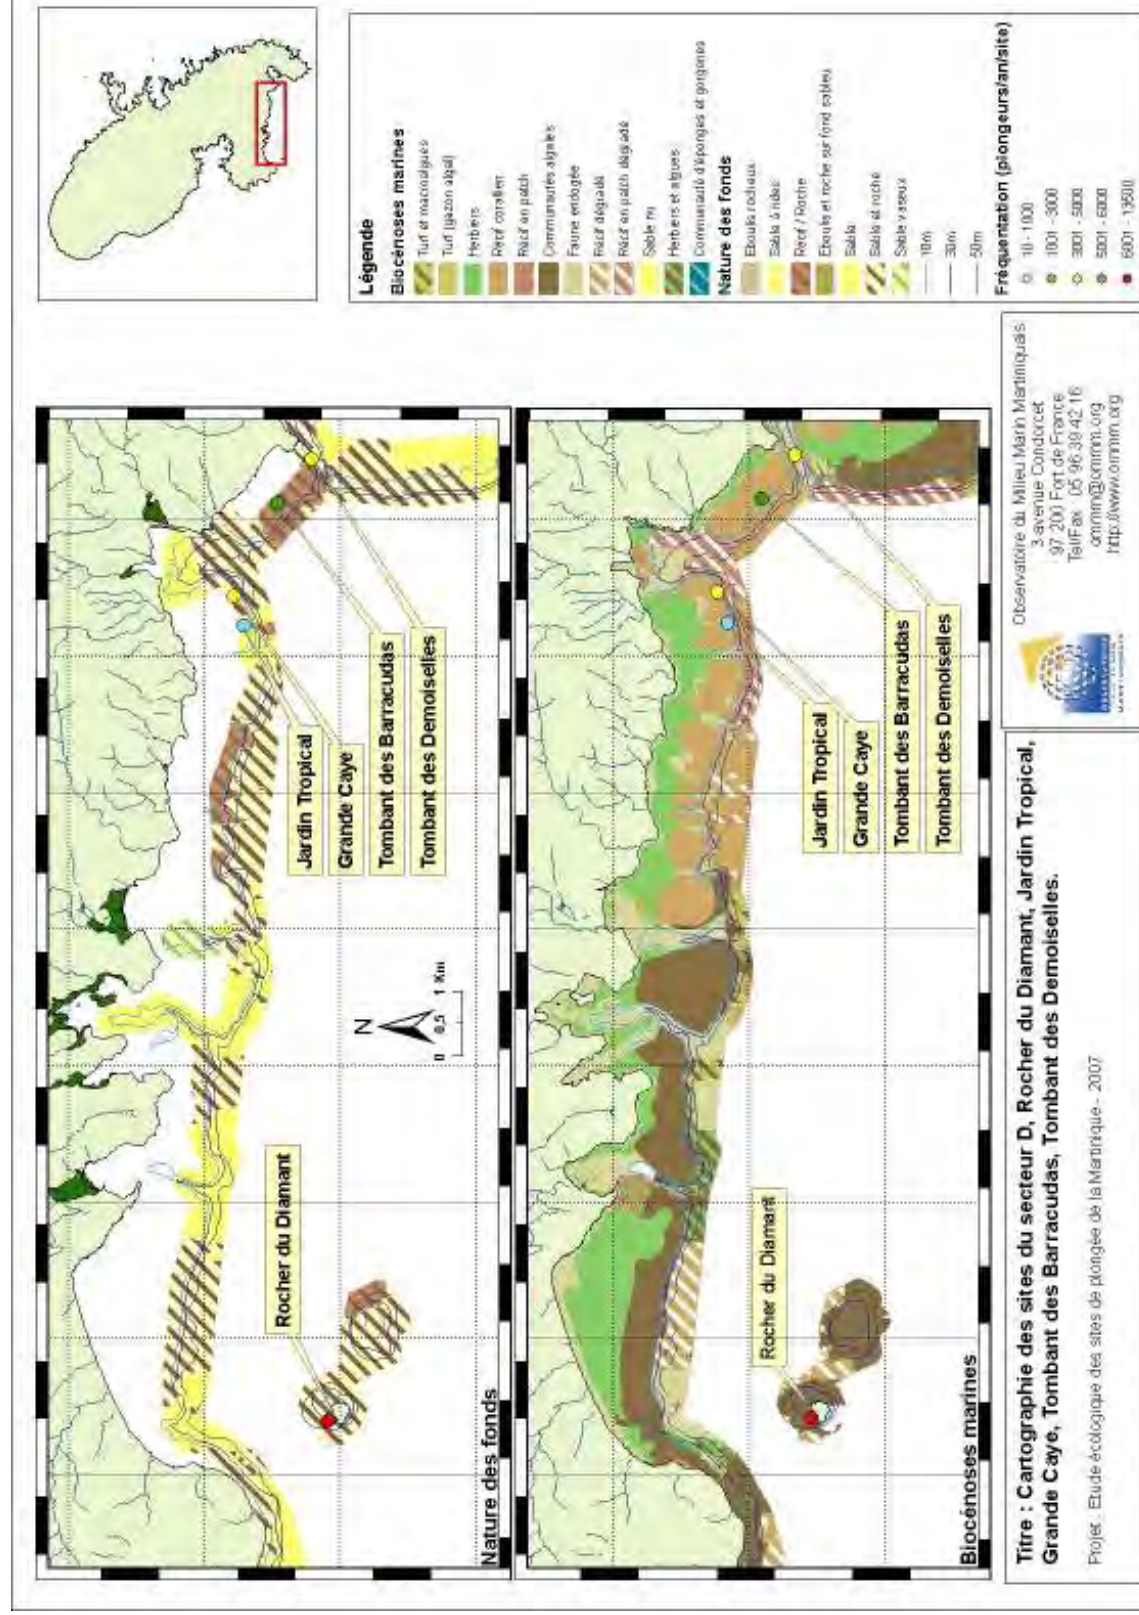 Nature des fonds
Rocher du Diamant
Jardin Tropical
Grande Caye
Tombant des Barracudas
Tombant des Demoiselles
N
0 0,5 1 Km
Biocénoses marines
Rocher du Diamant
Jardin Tropical
Grande Caye
Tombant des Barracudas
Tombant des Demoiselles
Légende
Biocénoses marines
Turf et macroalgues
Turf (gazon algal)
Herbiers
Récif corallien
Récif en patch
Communautés algales
Faune endogée
Récif dégradé
Récif en patch dégradé
Sable nu
Herbiers et algues
Communauté d'éponges et gorgones
Nature des fonds
Eboulis rocheux
Sable à rides
Récif / Roche
Eboulis et roche sur fond sableu
Sable
Sable et roche
Sable vaseux
10m
30m
50m
Fréquentation (plongeurs/an/site)
10 - 1000
1001 - 3000
3001 - 5000
5001 - 6000
6001 - 13500
Titre : Cartographie des sites du secteur D, Rocher du Diamant, Jardin Tropical,
Grande Caye, Tombant des Barracudas, Tombant des Demoiselles.
Projet : Etude écologique des sites de plongée de la Martinique - 2007
Observatoire du Milieu Marin Martiniquais
3 avenue Condorcet
97 200 Fort de France
Tel/Fax : 05 96 39 42 16
ommm@ommm.org
http://www.ommm.org